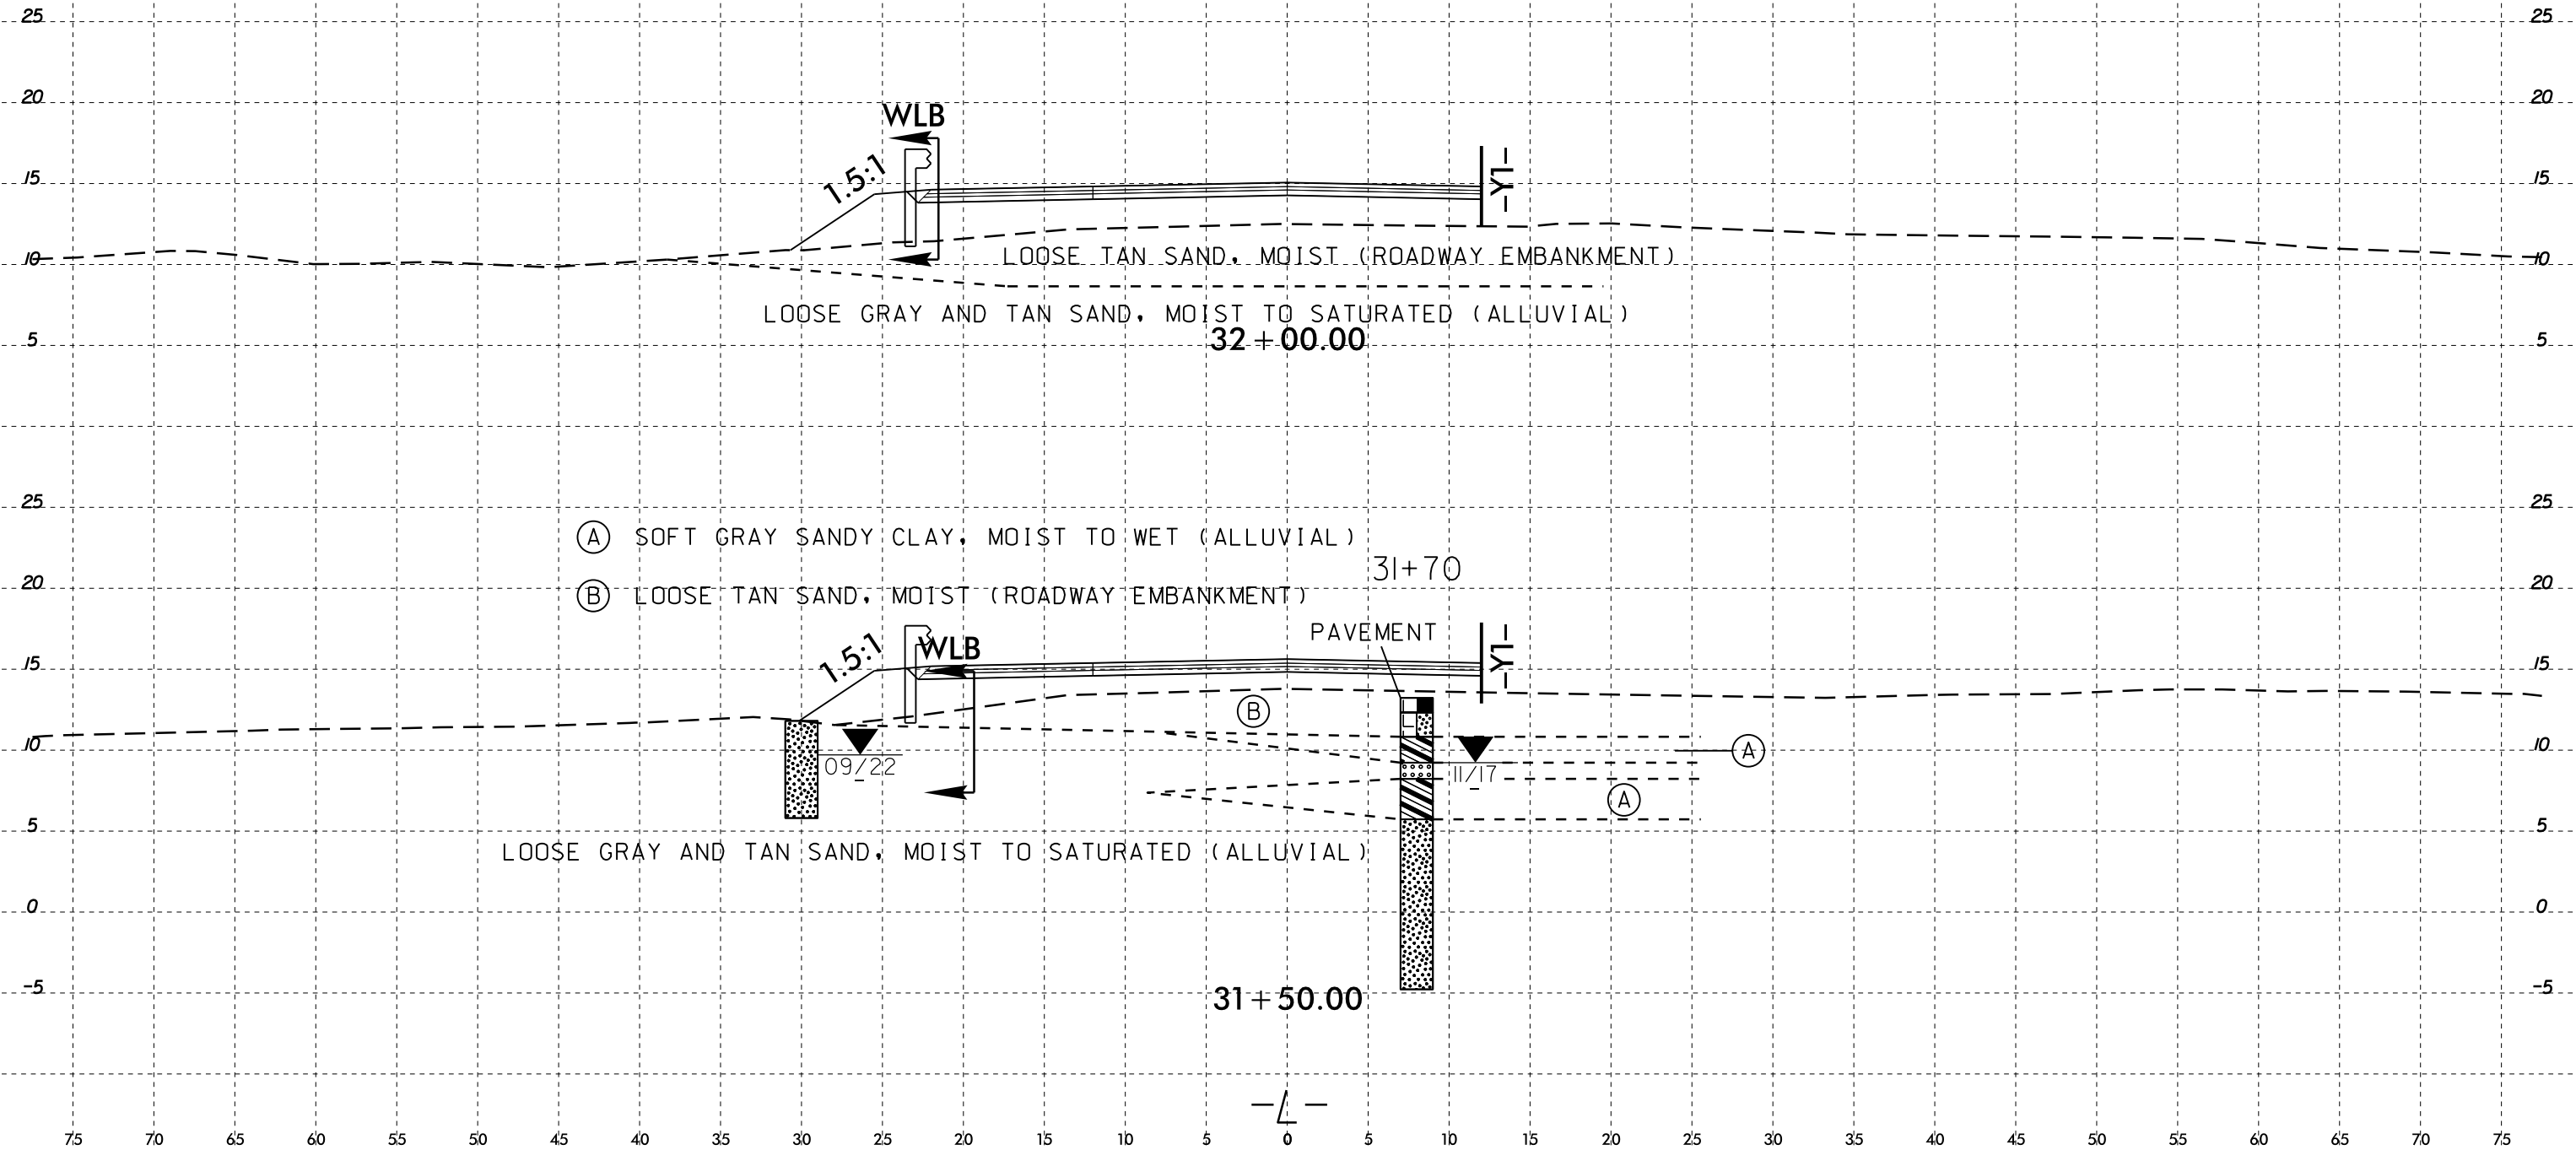 25 25
20 20
WLB
1.5:1
-Y1-
15 15
10 10
LOOSE TAN SAND, MOIST (ROADWAY EMBANKMENT)
LOOSE GRAY AND TAN SAND, MOIST TO SATURATED (ALLUVIAL)
32+00.00
5 5
25 25
A SOFT GRAY SANDY CLAY, MOIST TO WET (ALLUVIAL)
31+70
20 20
B LOOSE TAN SAND, MOIST (ROADWAY EMBANKMENT)
PAVEMENT
1.5:1
WLB
-Y1-
15 15
B
10 10
A
09/22
11/17
A
5 5
LOOSE GRAY AND TAN SAND, MOIST TO SATURATED (ALLUVIAL)
0 0
-5 -5
31+50.00
-L-
75 70 65 60 55 50 45 40 35 30 25 20 15 10 5 0 5 10 15 20 25 30 35 40 45 50 55 60 65 70 75